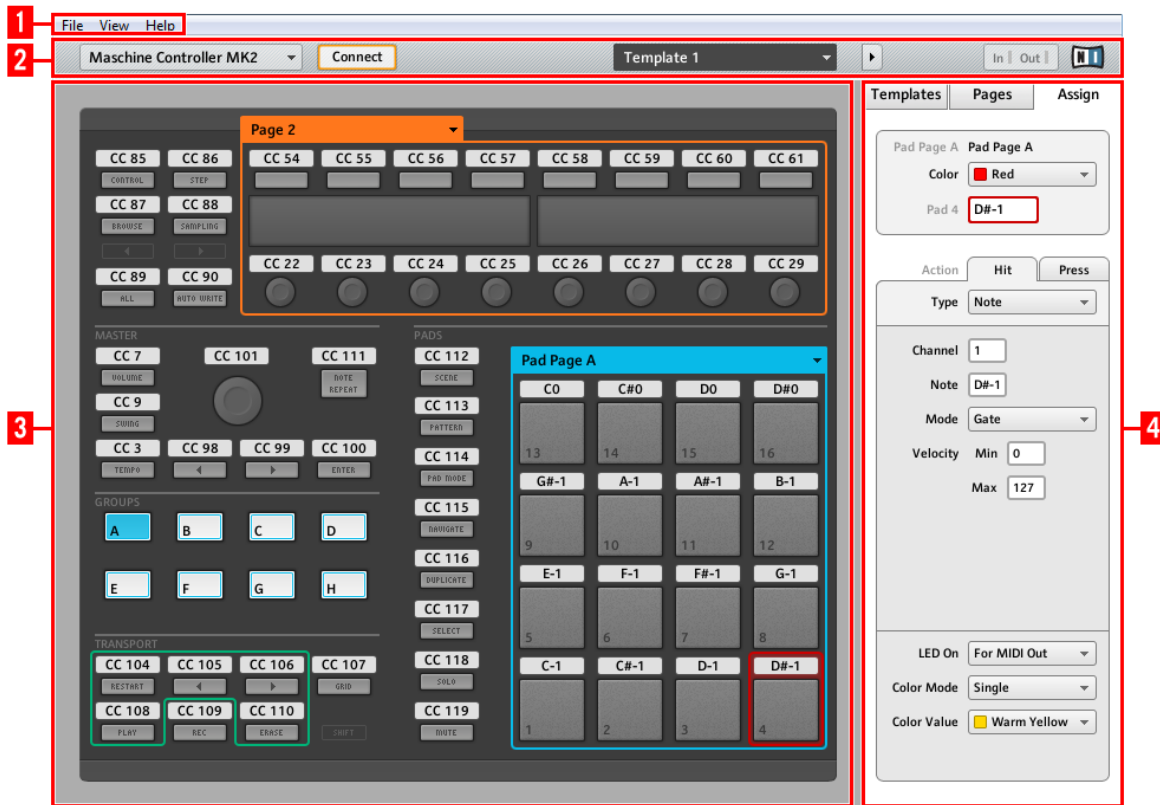 1
File View Help
2
Maschine Controller MK2 Connect Template 1 In Out NI
3
Page 2
CC 85 CC 86 CC 54 CC 55 CC 56 CC 57 CC 58 CC 59 CC 60 CC 61
CONTROL STEP
CC 87 CC 88
BROWSE SAMPLING
CC 22 CC 23 CC 24 CC 25 CC 26 CC 27 CC 28 CC 29
CC 89 CC 90
ALL AUTO WRITE
MASTER
CC 7 CC 101 CC 111
VOLUME NOTE REPEAT
CC 9
SWING
CC 3 CC 98 CC 99 CC 100
TEMPO ENTER
GROUPS
A B C D
E F G H
TRANSPORT
CC 104 CC 105 CC 106 CC 107
RESTART GRID
CC 108 CC 109 CC 110
PLAY REC ERASE SHIFT
PADS
CC 112
SCENE
CC 113
PATTERN
CC 114
PAD MODE
CC 115
NAVIGATE
CC 116
DUPLICATE
CC 117
SELECT
CC 118
SOLO
CC 119
MUTE
Pad Page A
C0 C#0 D0 D#0
13 14 15 16
G#-1 A-1 A#-1 B-1
9 10 11 12
E-1 F-1 F#-1 G-1
5 6 7 8
C-1 C#-1 D-1 D#-1
1 2 3 4
4
Templates Pages Assign
Pad Page A Pad Page A
Color Red
Pad 4 D#-1
Action Hit Press
Type Note
Channel 1
Note D#-1
Mode Gate
Velocity Min 0
Max 127
LED On For MIDI Out
Color Mode Single
Color Value Warm Yellow